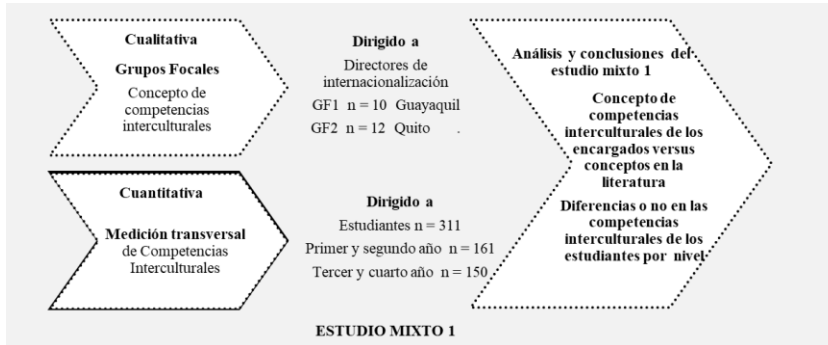 Cualitativa
Grupos Focales
Concepto de
competencias
interculturales
Dirigido a
Directores de
internacionalización
GF1 n = 10 Guayaquil
GF2 n = 12 Quito .
Cuantitativa
Medición transversal
de Competencias
Interculturales
Dirigido a
Estudiantes n = 311
Primer y segundo año n = 161
Tercer y cuarto año n = 150
Análisis y conclusiones del
estudio mixto 1
Concepto de
competencias
interculturales de los
encargados versus
conceptos en la
literatura
Diferencias o no en las
competencias
interculturales de los
estudiantes por nivel
ESTUDIO MIXTO 1